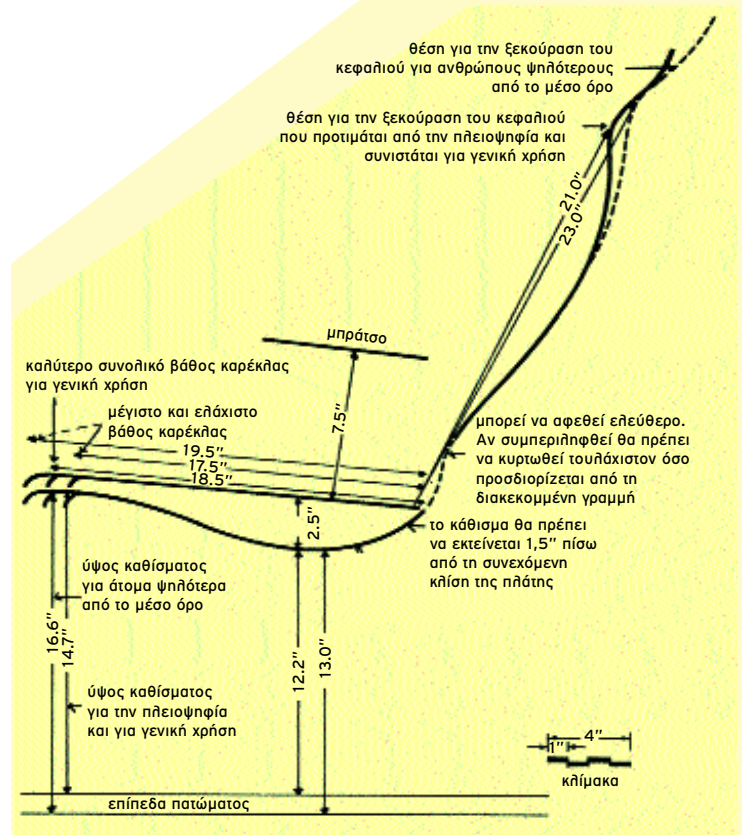 θέση για την ξεκούραση του
κεφαλιού για ανθρώπους ψηλότερους
από το μέσο όρο
θέση για την ξεκούραση του κεφαλιού
που προτιμάται από την πλειοψηφία και
συνιστάται για γενική χρήση
21.0"
23.0"
μπράτσο
καλύτερο συνολικό βάθος καρέκλας
για γενική χρήση
μέγιστο και ελάχιστο
βάθος καρέκλας
7.5"
19.5"
17.5"
18.5"
μπορεί να αφεθεί ελεύθερο.
Αν συμπεριληφθεί θα πρέπει
να κυρτωθεί τουλάχιστον όσο
προσδιορίζεται από τη
διακεκομμένη γραμμή
2.5"
το κάθισμα θα πρέπει
να εκτείνεται 1,5" πίσω
από τη συνεχόμενη
κλίση της πλάτης
ύψος καθίσματος
για άτομα ψηλότερα
από το μέσο όρο
16.6"
14.7"
12.2"
13.0"
ύψος καθίσματος
για την πλειοψηφία
και για γενική χρήση
4"
1"
κλίμακα
επίπεδα πατώματος